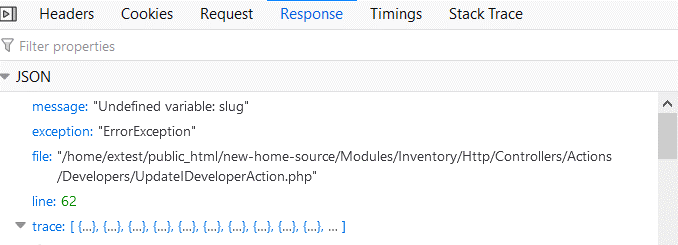 Headers Cookies Request Response Timings Stack Trace
Filter properties
JSON
message: "Undefined variable: slug"
exception: "ErrorException"
file: "/home/extest/public_html/new-home-source/Modules/Inventory/Http/Controllers/Actions
/Developers/UpdateIDeveloperAction.php"
line: 62
trace: [ {…}, {…}, {…}, {…}, {…}, {…}, {…}, {…}, {…}, {…}, … ]